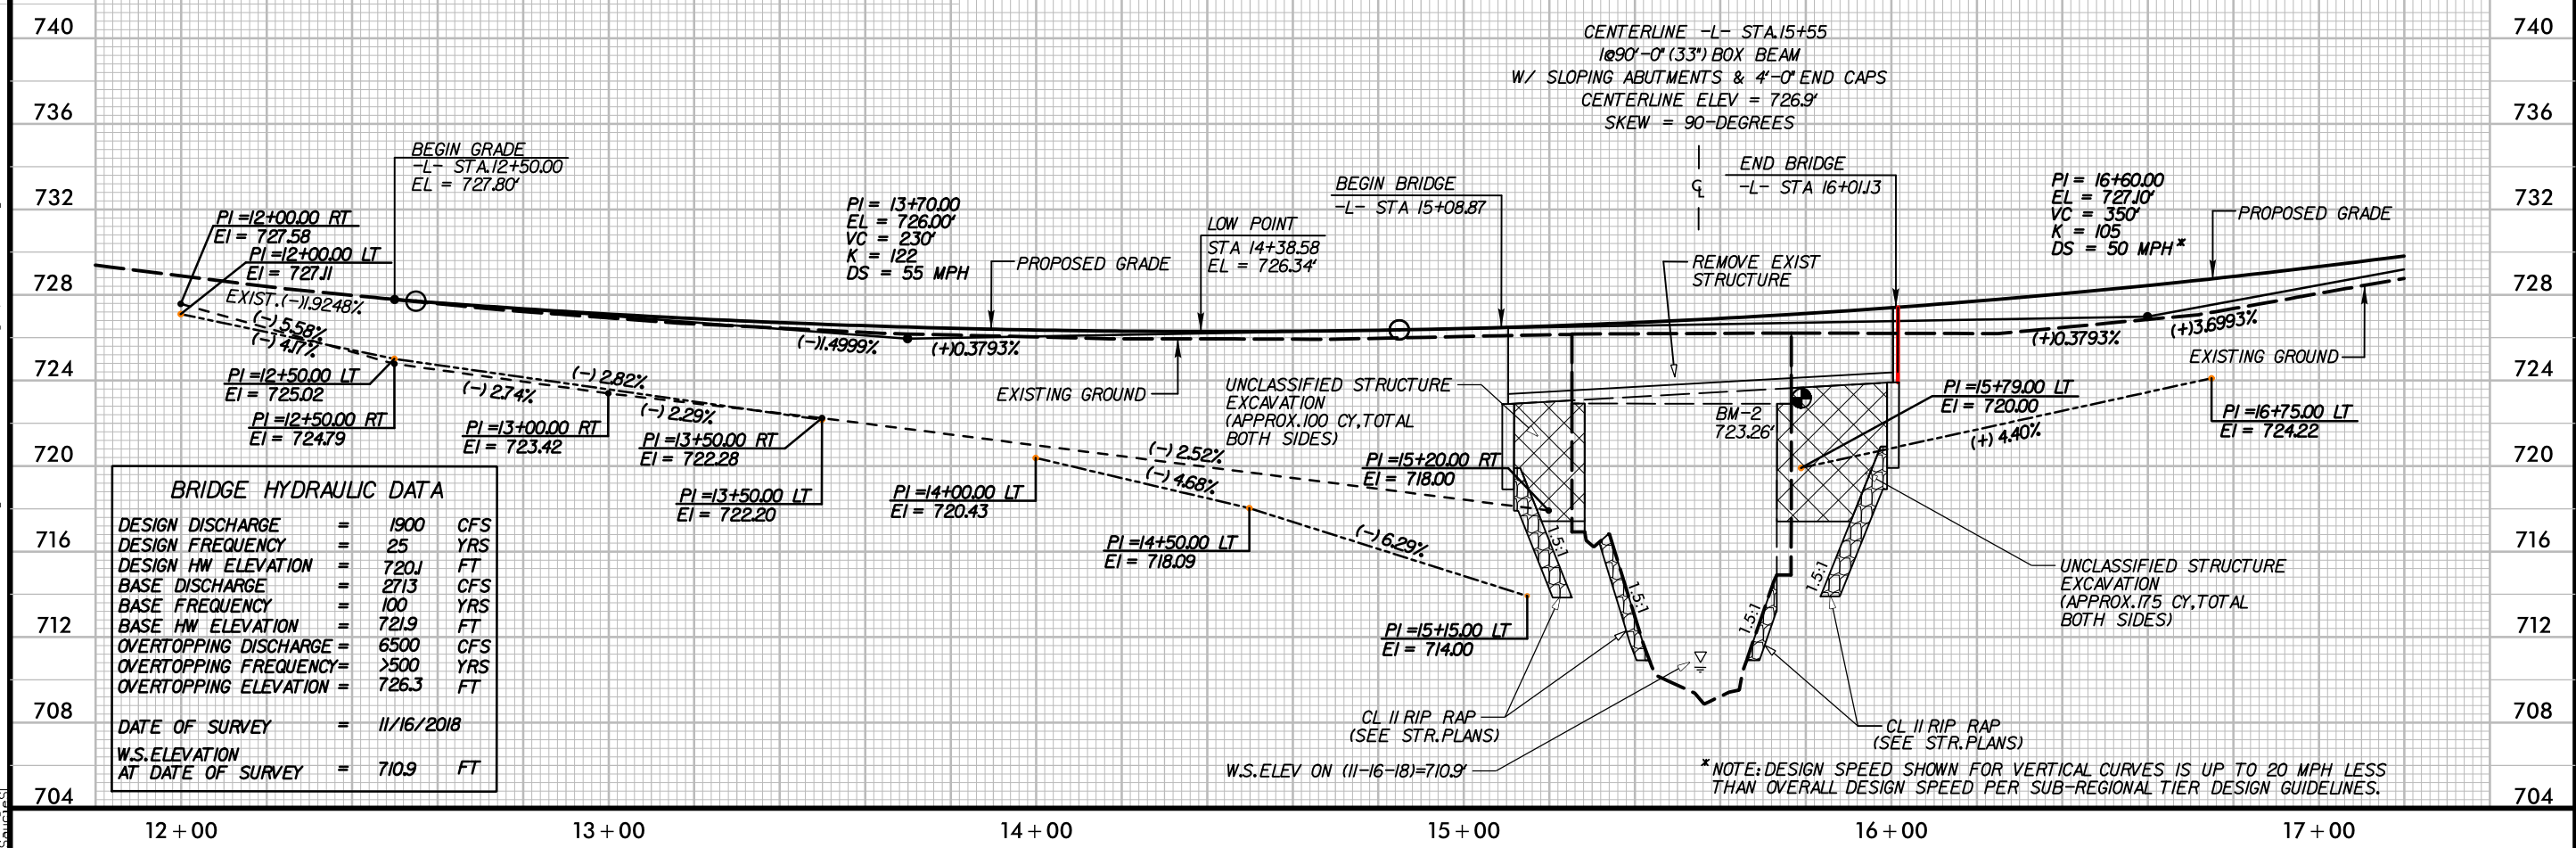 740
736
732
728
724
720
716
712
708
704
740
736
732
728
724
720
716
712
708
704
12+00
13+00
14+00
15+00
16+00
17+00
BEGIN GRADE
-L- STA.12+50.00
EL = 727.80'
PI =12+00.00 RT
El = 727.58
PI =12+00.00 LT
El = 727.11
EXIST.(-)1.9248%
(-) 5.58%
(-) 4.17%
PI =12+50.00 LT
El = 725.02
PI =12+50.00 RT
El = 724.79
(-) 2.82%
(-) 2.74%
(-) 2.29%
PI =13+00.00 RT
El = 723.42
PI =13+50.00 RT
El = 722.28
PI =13+50.00 LT
El = 722.20
PI = 13+70.00
EL = 726.00'
VC = 230'
K = 122
DS = 55 MPH
(-)1.4999%
(+)0.3793%
PROPOSED GRADE
LOW POINT
STA 14+38.58
EL = 726.34'
EXISTING GROUND
PI =14+00.00 LT
El = 720.43
(-) 2.52%
(-) 4.68%
PI =14+50.00 LT
El = 718.09
(-) 6.29%
PI =15+15.00 LT
El = 714.00
PI =15+20.00 RT
El = 718.00
BEGIN BRIDGE
-L- STA 15+08.87
UNCLASSIFIED STRUCTURE
EXCAVATION
(APPROX.100 CY,TOTAL
BOTH SIDES)
CENTERLINE -L- STA.15+55
1@90'-0" (33") BOX BEAM
W/ SLOPING ABUTMENTS & 4'-0" END CAPS
CENTERLINE ELEV = 726.9'
SKEW = 90-DEGREES
END BRIDGE
-L- STA 16+01.13
REMOVE EXIST
STRUCTURE
BM-2
723.26'
PI =15+79.00 LT
El = 720.00
(+) 4.40%
PI =16+75.00 LT
El = 724.22
PI = 16+60.00
EL = 727.10'
VC = 350'
K = 105
DS = 50 MPH*
PROPOSED GRADE
(+)0.3793%
(+)3.6993%
EXISTING GROUND
UNCLASSIFIED STRUCTURE
EXCAVATION
(APPROX.175 CY,TOTAL
BOTH SIDES)
1.5:1
1.5:1
1.5:1
1.5:1
CL II RIP RAP
(SEE STR.PLANS)
CL II RIP RAP
(SEE STR.PLANS)
W.S.ELEV ON (11-16-18)=710.9'
*NOTE: DESIGN SPEED SHOWN FOR VERTICAL CURVES IS UP TO 20 MPH LESS
THAN OVERALL DESIGN SPEED PER SUB-REGIONAL TIER DESIGN GUIDELINES.
BRIDGE HYDRAULIC DATA
DESIGN DISCHARGE = 1900 CFS
DESIGN FREQUENCY = 25 YRS
DESIGN HW ELEVATION = 720.1 FT
BASE DISCHARGE = 2713 CFS
BASE FREQUENCY = 100 YRS
BASE HW ELEVATION = 721.9 FT
OVERTOPPING DISCHARGE = 6500 CFS
OVERTOPPING FREQUENCY = >500 YRS
OVERTOPPING ELEVATION = 726.3 FT
DATE OF SURVEY = 11/16/2018
W.S.ELEVATION
AT DATE OF SURVEY = 710.9 FT